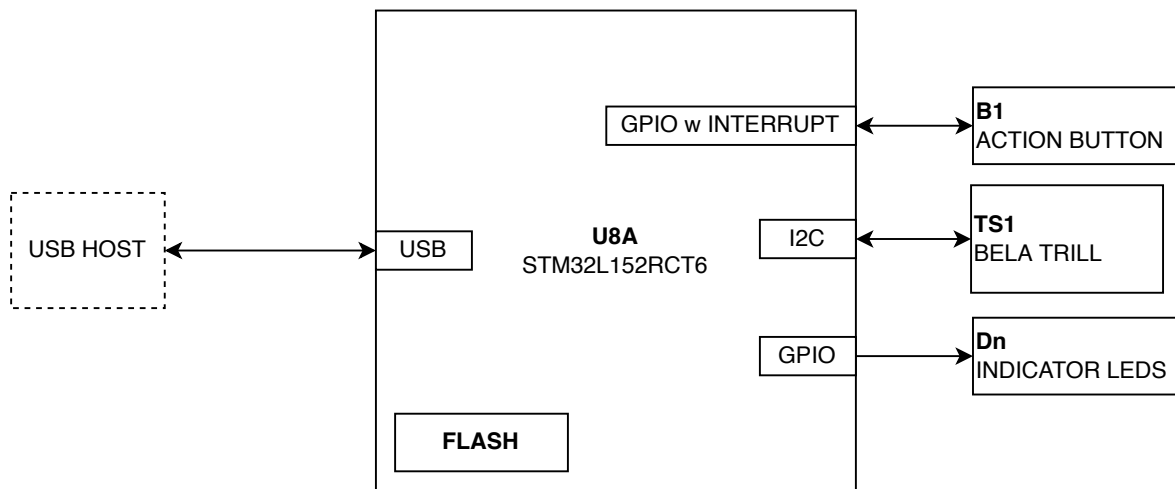 GPIO w INTERRUPT
B1
ACTION BUTTON
USB HOST
USB
U8A
STM32L152RCT6
I2C
TS1
BELA TRILL
GPIO
Dn
INDICATOR LEDS
FLASH